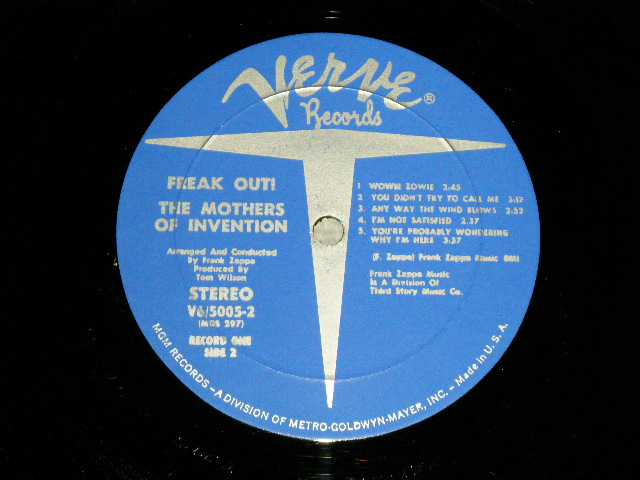 Verve®
Records
FREAK OUT!
THE MOTHERS
OF INVENTION
Arranged And Conducted
By Frank Zappa
Produced By
Tom Wilson
STEREO
V6/5005-2
(MGS 297)
RECORD ONE
SIDE 2
1 WOWIE ZOWIE 2:45
2 YOU DIDN'T TRY TO CALL ME 3:17
3. ANY WAY THE WIND BLOWS 2:52
4. I'M NOT SATISFIED 2:37
5. YOU'RE PROBABLY WONDERING
WHY I'M HERE 3:37
(F. Zappa) Frank Zappa Music BMI
Frank Zappa Music
Is A Division Of
Third Story Music Co.
MGM RECORDS – A DIVISION OF METRO-GOLDWYN-MAYER, INC. – Made in U. S. A.